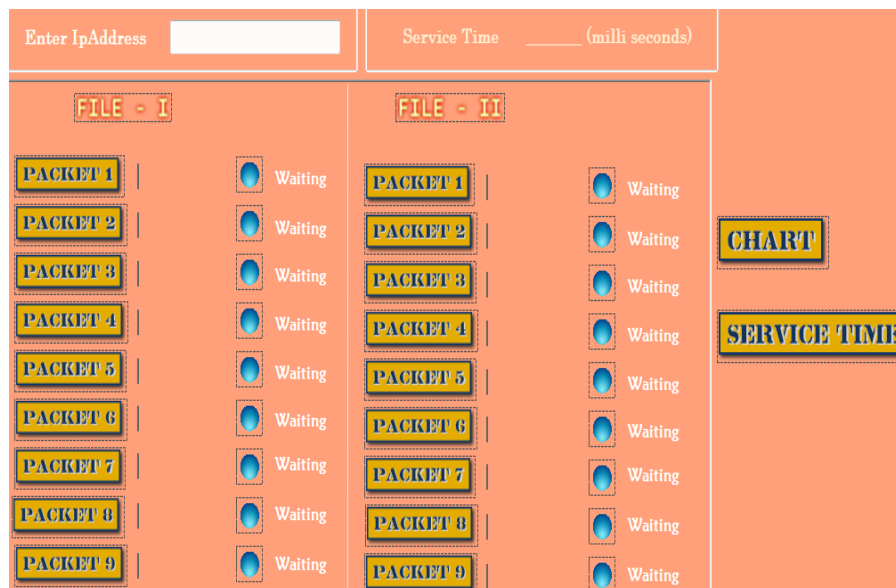 Enter IpAddress
Service Time ______ (milli seconds)
FILE - I
FILE - II
PACKET 1 Waiting
PACKET 2 Waiting
PACKET 3 Waiting
PACKET 4 Waiting
PACKET 5 Waiting
PACKET 6 Waiting
PACKET 7 Waiting
PACKET 8 Waiting
PACKET 9 Waiting
PACKET 1 Waiting
PACKET 2 Waiting
PACKET 3 Waiting
PACKET 4 Waiting
PACKET 5 Waiting
PACKET 6 Waiting
PACKET 7 Waiting
PACKET 8 Waiting
PACKET 9 Waiting
CHART
SERVICE TIME